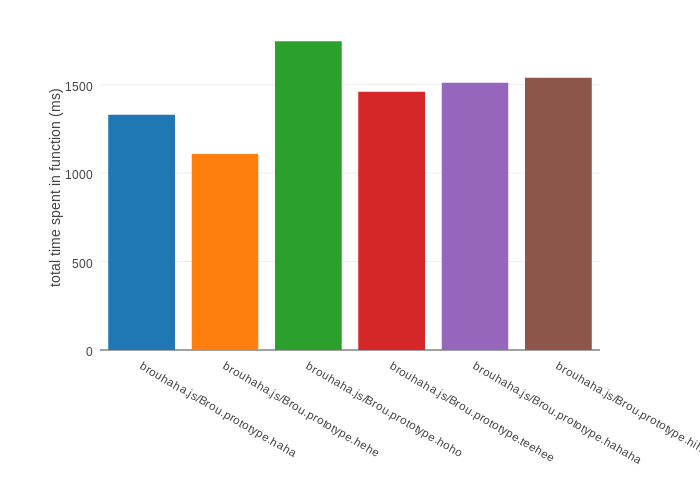 total time spent in function (ms)
1500
1000
500
0
brouhaha.js/Brou.prototype.haha
brouhaha.js/Brou.prototype.hehe
brouhaha.js/Brou.prototype.hoho
brouhaha.js/Brou.prototype.teehee
brouhaha.js/Brou.prototype.hahaha